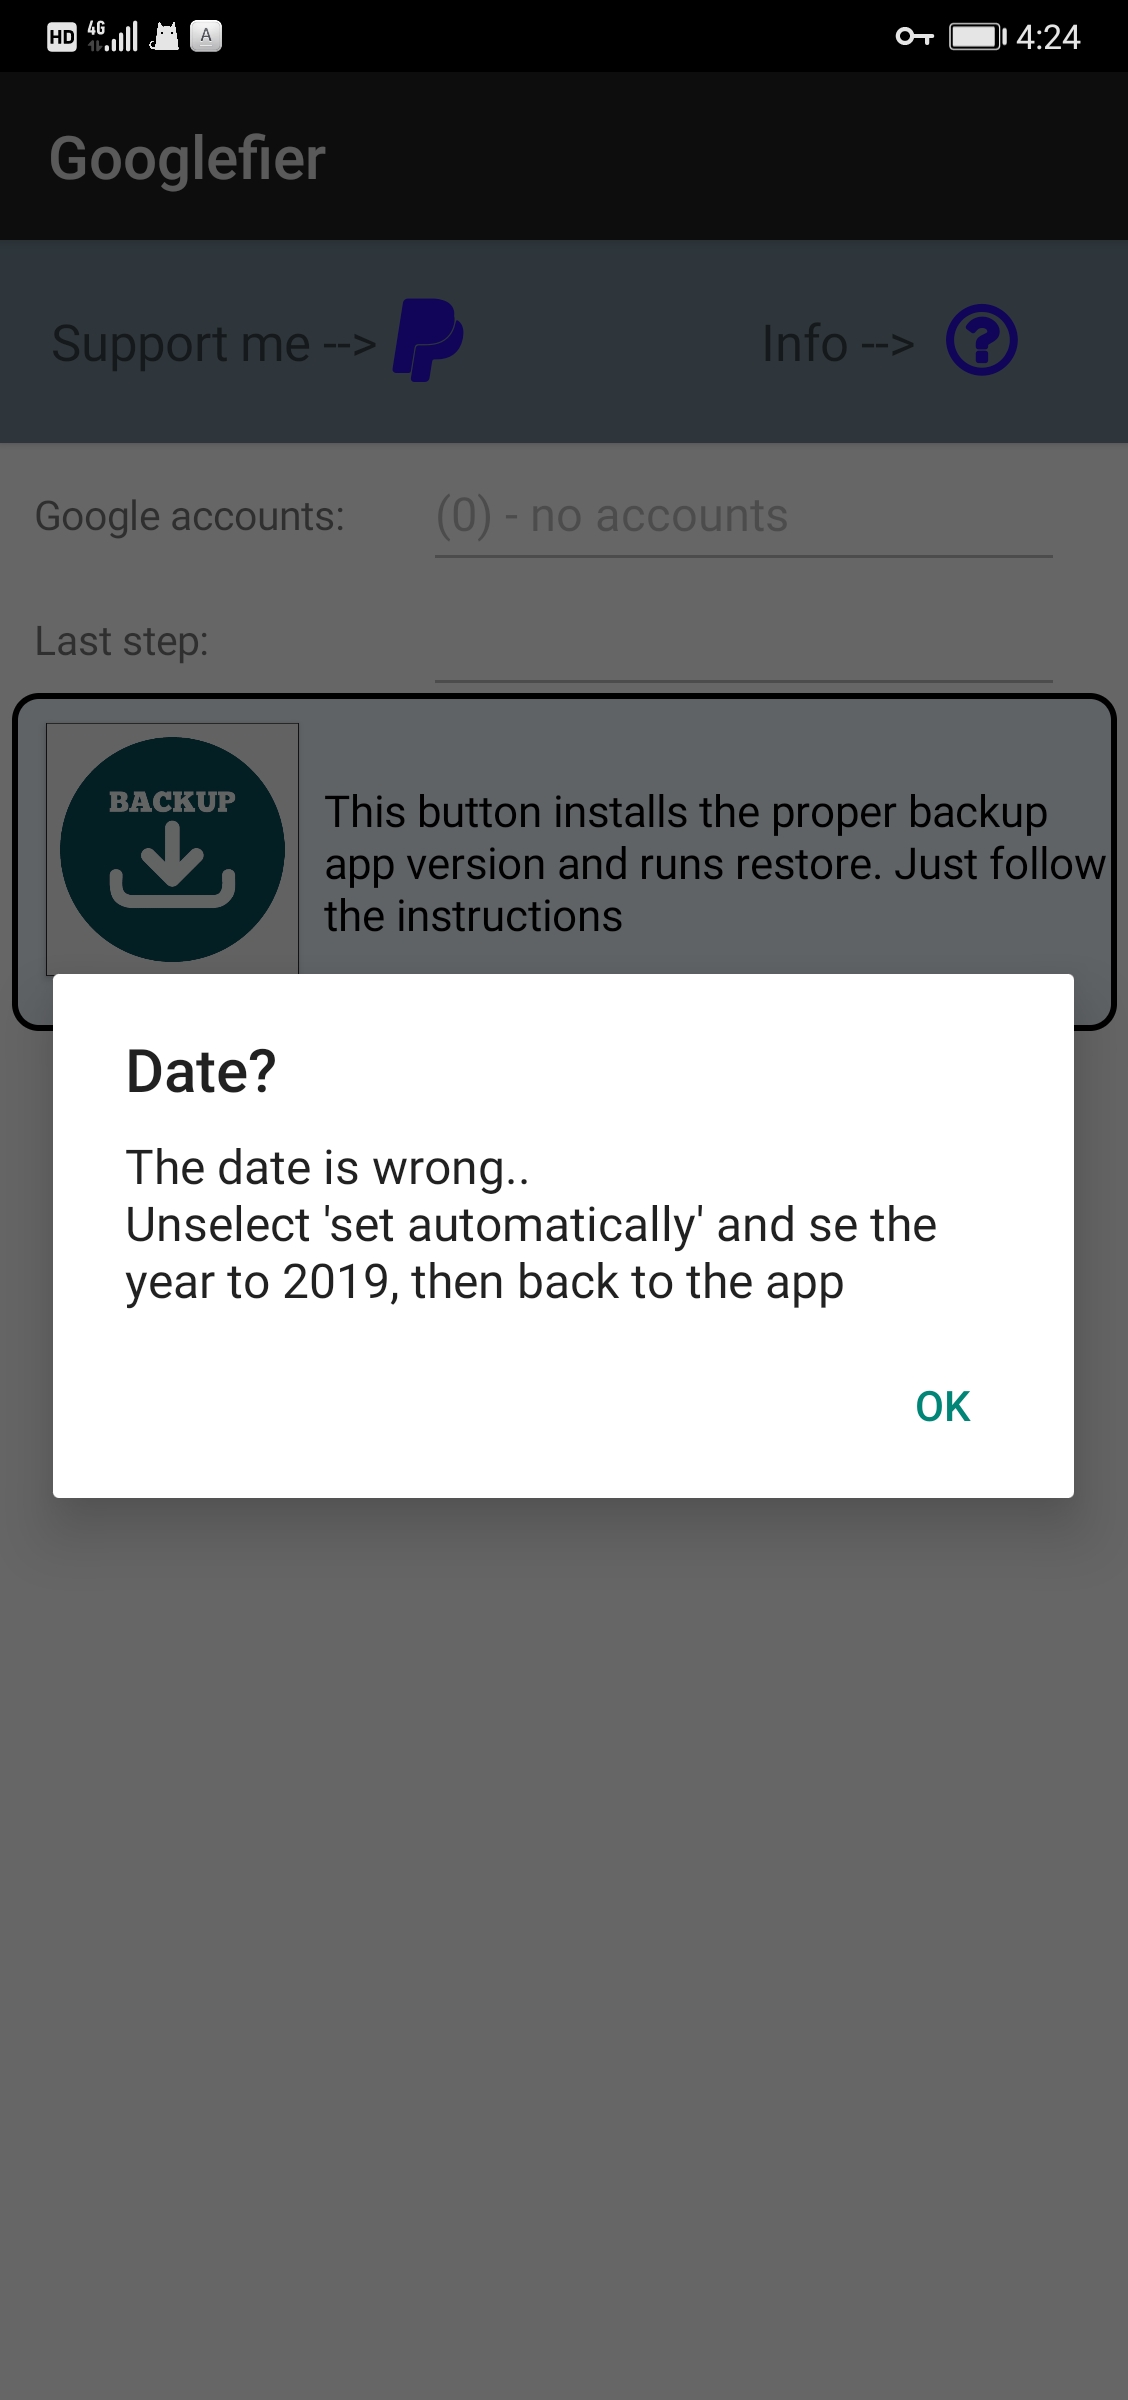 HD 4G A 4:24
Googlefier
Support me --> Info -->
Google accounts: (0) - no accounts
Last step:
BACKUP
This button installs the proper backup
app version and runs restore. Just follow
the instructions
Date?
The date is wrong..
Unselect 'set automatically' and se the
year to 2019, then back to the app
OK